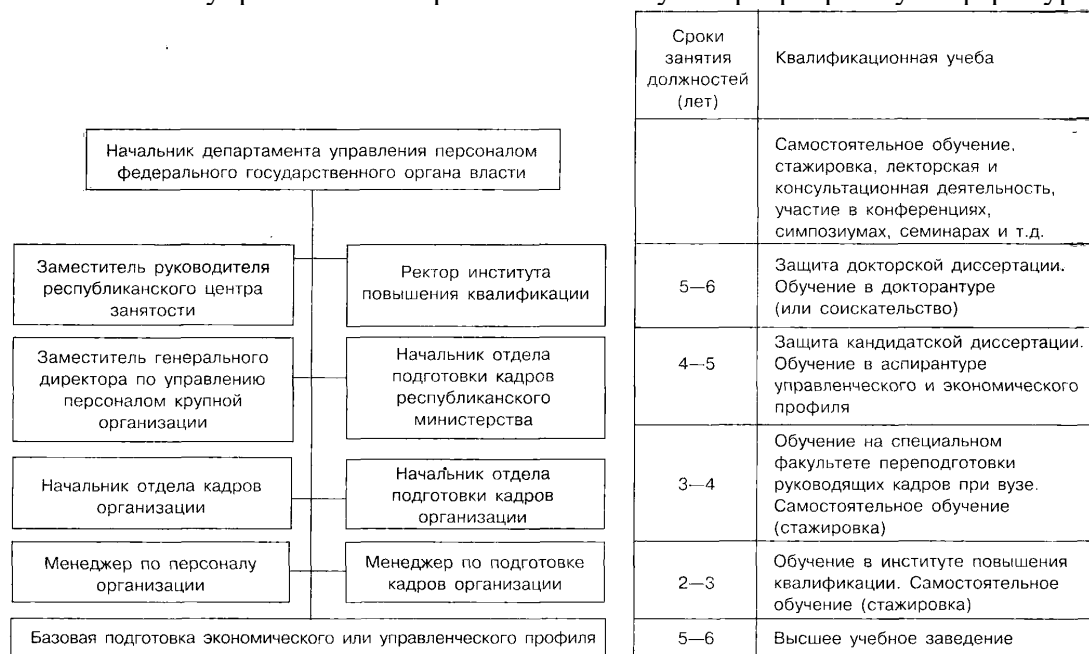 Сроки
занятия
должностей
(лет)
Квалификационная учеба
Начальник департамента управления персоналом
федерального государственного органа власти
Самостоятельное обучение,
стажировка, лекторская и
консультационная деятельность,
участие в конференциях,
симпозиумах, семинарах и т.д.
Заместитель руководителя
республиканского центра
занятости
Ректор института
повышения квалификации
5—6
Защита докторской диссертации.
Обучение в докторантуре
(или соискательство)
Заместитель генерального
директора по управлению
персоналом крупной
организации
Начальник отдела
подготовки кадров
республиканского
министерства
4—5
Защита кандидатской диссертации.
Обучение в аспирантуре
управленческого и экономического
профиля
Начальник отдела кадров
организации
Начальник отдела
подготовки кадров
организации
3—4
Обучение на специальном
факультете переподготовки
руководящих кадров при вузе.
Самостоятельное обучение
(стажировка)
Менеджер по персоналу
организации
Менеджер по подготовке
кадров организации
2—3
Обучение в институте повышения
квалификации. Самостоятельное
обучение (стажировка)
Базовая подготовка экономического или управленческого профиля
5—6
Высшее учебное заведение